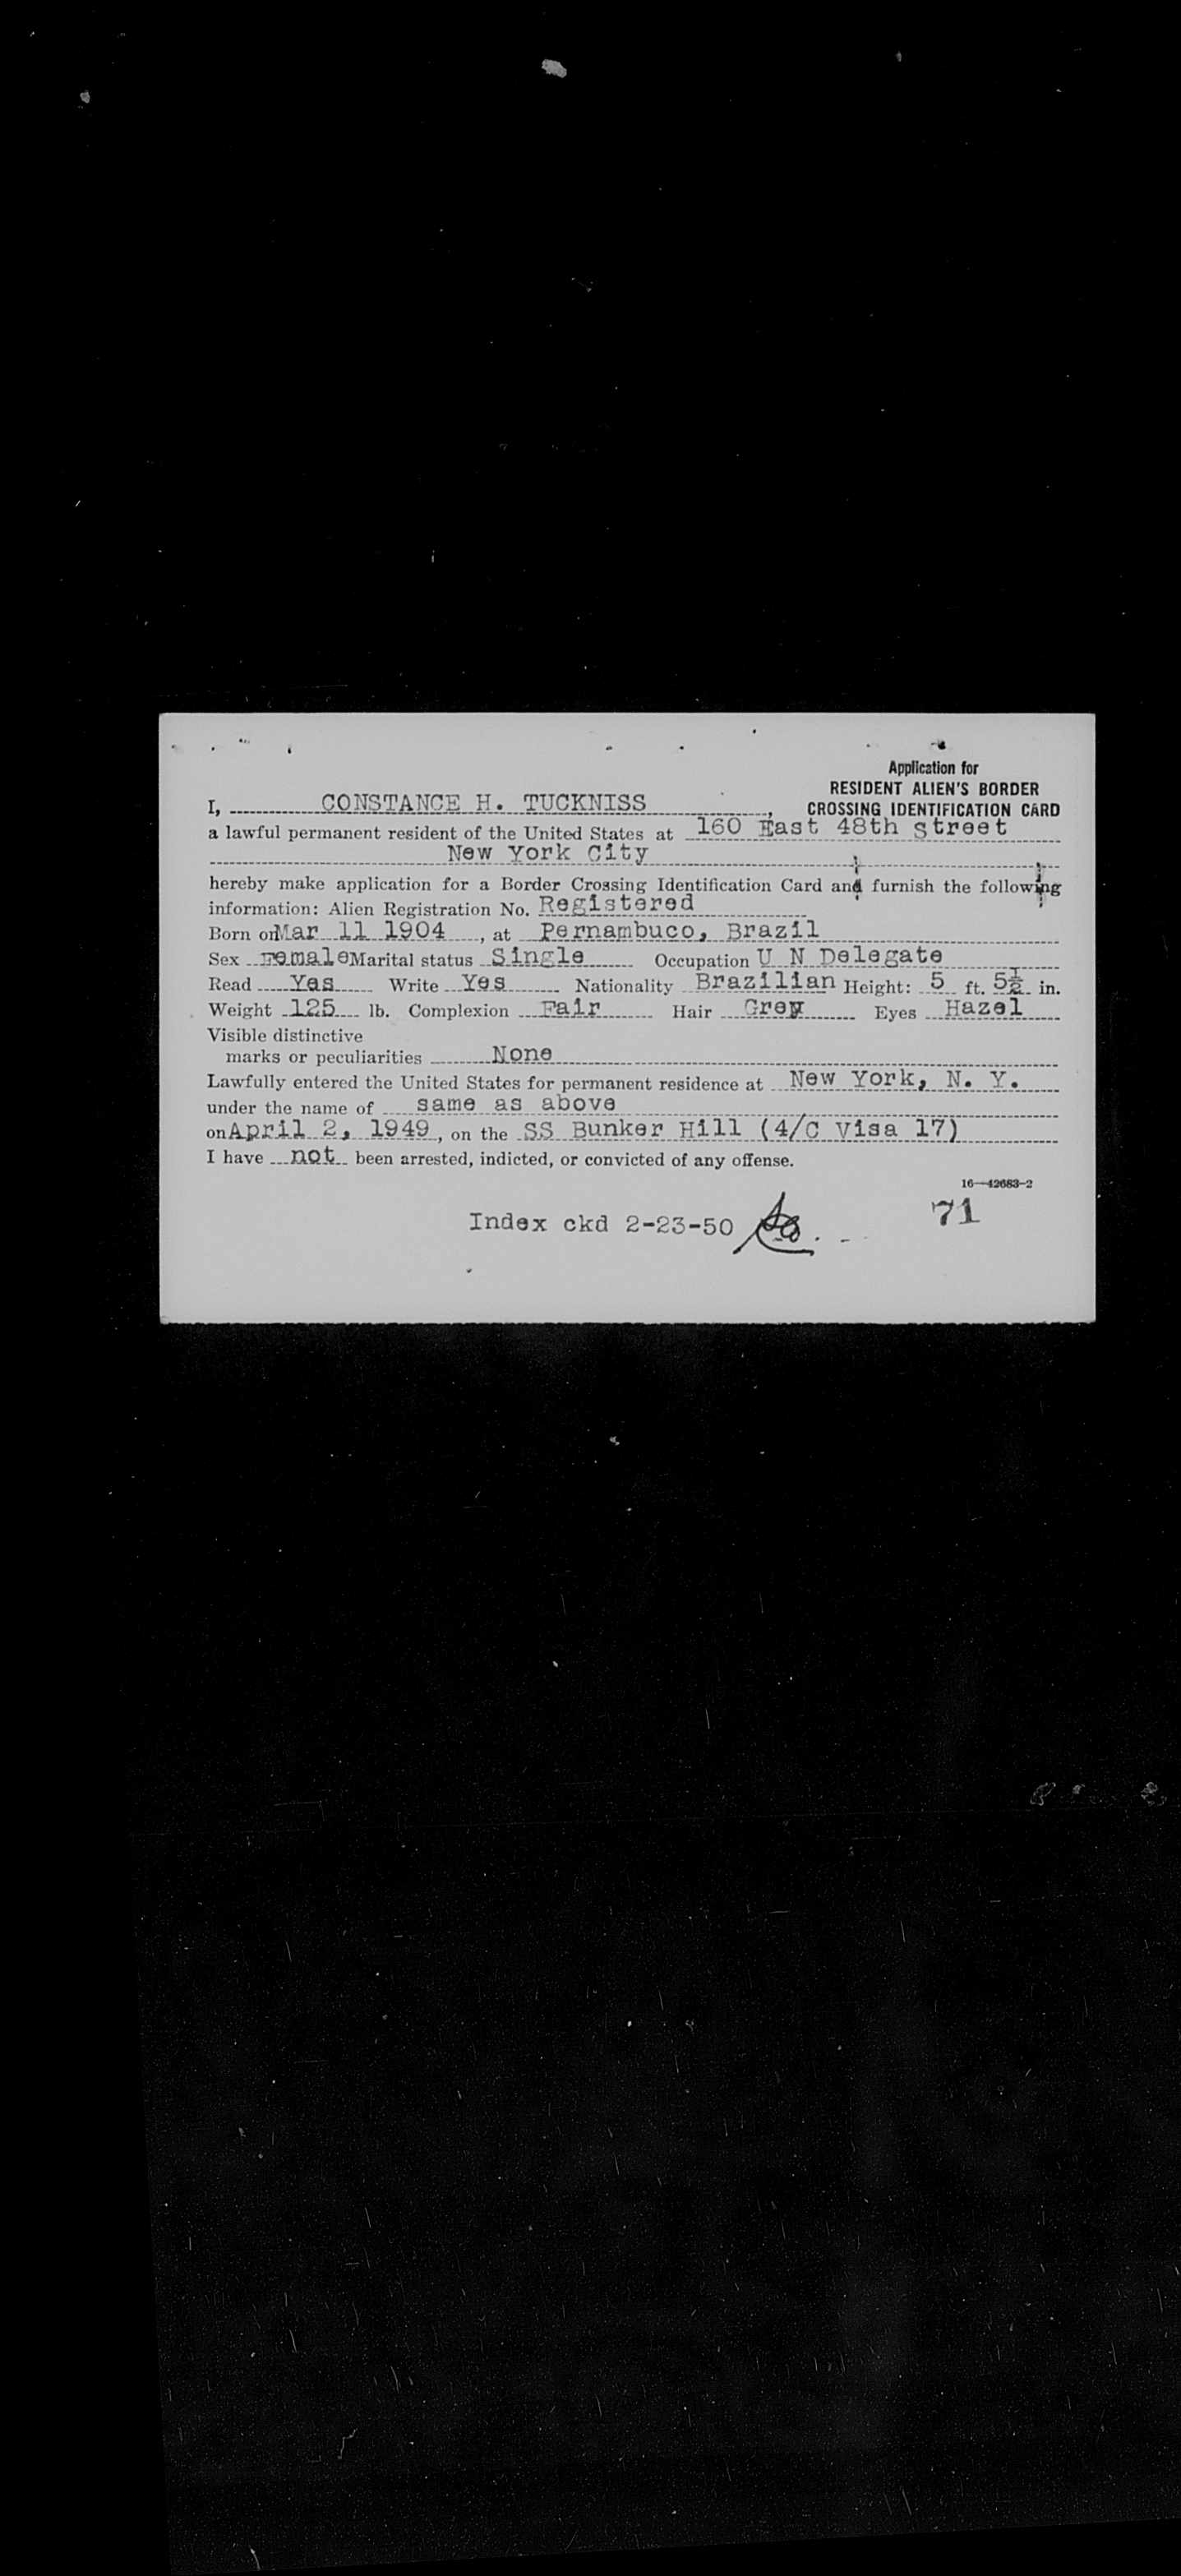 Application for
RESIDENT ALIEN'S BORDER
CROSSING IDENTIFICATION CARD
I, CONSTANCE H. TUCKNISS,
a lawful permanent resident of the United States at 160 East 48th street
New York City
hereby make application for a Border Crossing Identification Card and furnish the following
information: Alien Registration No. Registered
Born on Mar 11 1904, at Pernambuco, Brazil
Sex Female Marital status Single Occupation U N Delegate
Read Yes Write Yes Nationality Brazilian Height: 5 ft. 5½ in.
Weight 125 lb. Complexion Fair Hair Grey Eyes Hazel
Visible distinctive
marks or peculiarities None
Lawfully entered the United States for permanent residence at New York, N. Y.
under the name of same as above
on April 2, 1949, on the SS Bunker Hill (4/C Visa 17)
I have not been arrested, indicted, or convicted of any offense.
16—42683-2
Index ckd 2-23-50
71